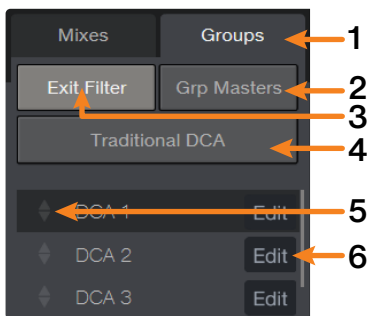 Mixes Groups 1
Exit Filter Grp Masters 2
3
Traditional DCA 4
DCA 1 Edit 5
DCA 2 Edit 6
DCA 3 Edit